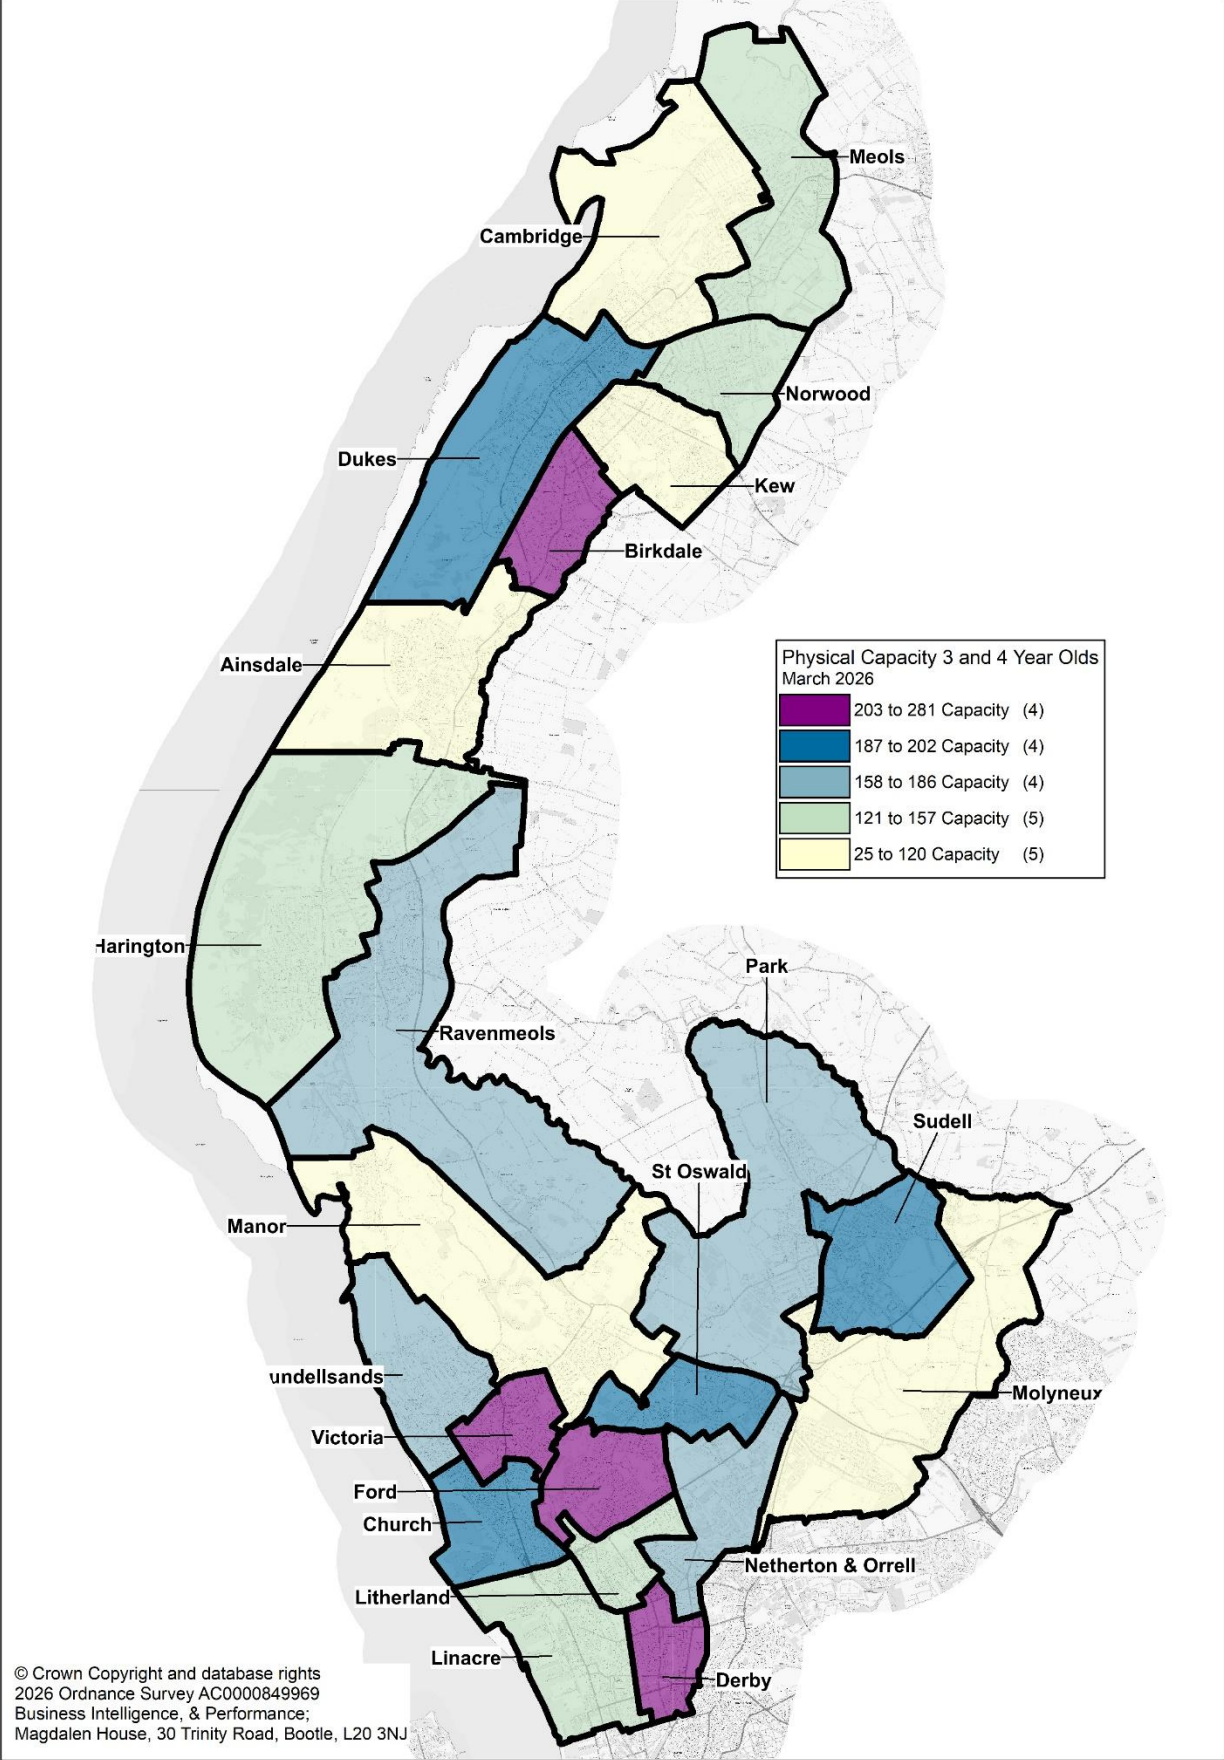 Meols
Cambridge
Norwood
Dukes
Kew
Birkdale
Ainsdale
Physical Capacity 3 and 4 Year Olds
March 2026
203 to 281 Capacity (4)
187 to 202 Capacity (4)
158 to 186 Capacity (4)
121 to 157 Capacity (5)
25 to 120 Capacity (5)
Harington
Park
Ravenmeols
Sudell
St Oswald
Manor
undellsands
Molyneux
Victoria
Ford
Church
Netherton & Orrell
Litherland
Linacre
Derby
© Crown Copyright and database rights
2026 Ordnance Survey AC0000849969
Business Intelligence, & Performance;
Magdalen House, 30 Trinity Road, Bootle, L20 3NJ